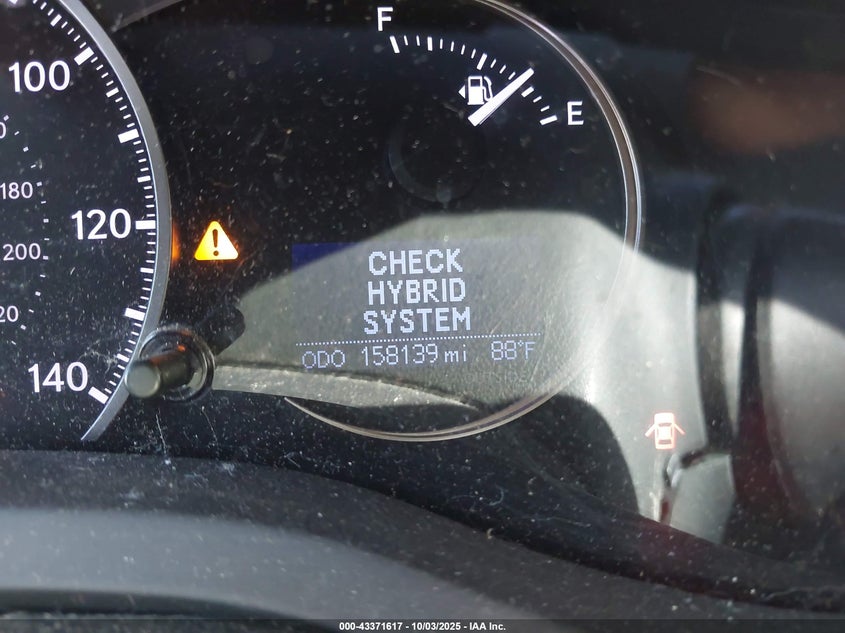 100
120
140
180
200
F
E
CHECK
HYBRID
SYSTEM
ODO 158139 mi 88°F
000-43371617 - 10/03/2025 - IAA Inc.